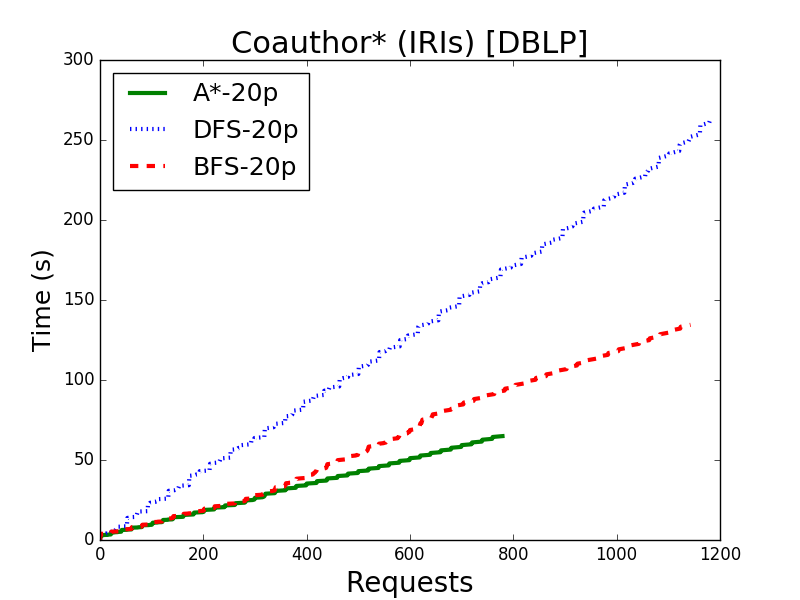 Coauthor* (IRIs) [DBLP]
A*-20p
DFS-20p
BFS-20p
300
250
200
150
100
50
0
Time (s)
0 200 400 600 800 1000 1200
Requests